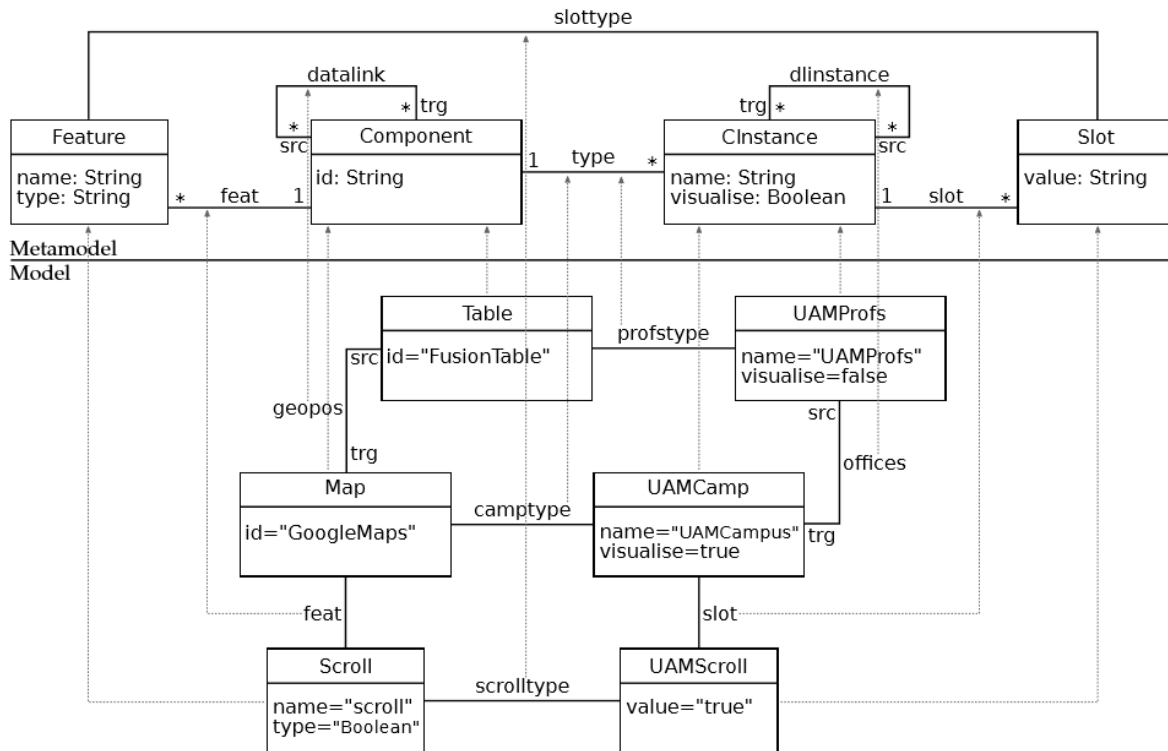 slottype
datalink
dlinstance
* trg
trg *
Feature
* src
Component
CInstance
* src
Slot
name: String
type: String
id: String
1 type *
name: String
visualise: Boolean
value: String
* feat 1
1 slot *
Metamodel
Model
Table
UAMProfs
src
id="FusionTable"
profstype
name="UAMProfs"
visualise=false
geopos
src
trg
offices
Map
UAMCamp
id="GoogleMaps"
camptype
name="UAMCampus"
visualise=true
trg
feat
slot
Scroll
UAMScroll
name="scroll"
type="Boolean"
scrolltype
value="true"